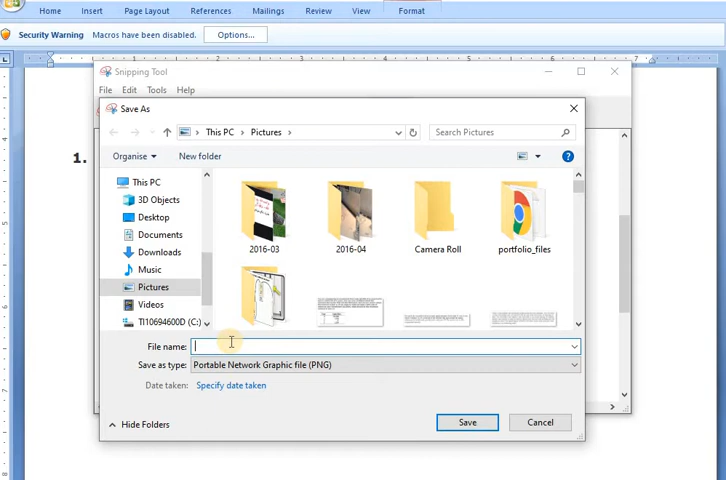 Home Insert Page Layout References Mailings Review View Format
Security Warning Macros have been disabled. Options...
Snipping Tool
File Edit Tools Help
Save As
This PC Pictures Search Pictures
Organise New folder
1.
This PC
3D Objects
Desktop
Documents
Downloads
Music
Pictures
Videos
TI10694600D (C:)
2016-03 2016-04 Camera Roll portfolio_files
File name:
Save as type: Portable Network Graphic file (PNG)
Date taken: Specify date taken
Hide Folders Save Cancel